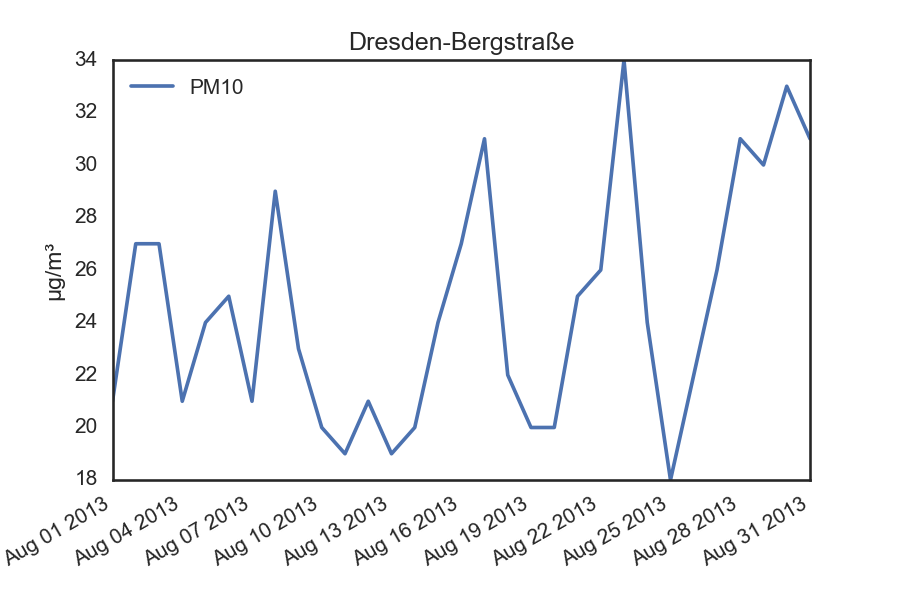 Dresden-Bergstraße
PM10
µg/m³
34
32
30
28
26
24
22
20
18
Aug 01 2013
Aug 04 2013
Aug 07 2013
Aug 10 2013
Aug 13 2013
Aug 16 2013
Aug 19 2013
Aug 22 2013
Aug 25 2013
Aug 28 2013
Aug 31 2013